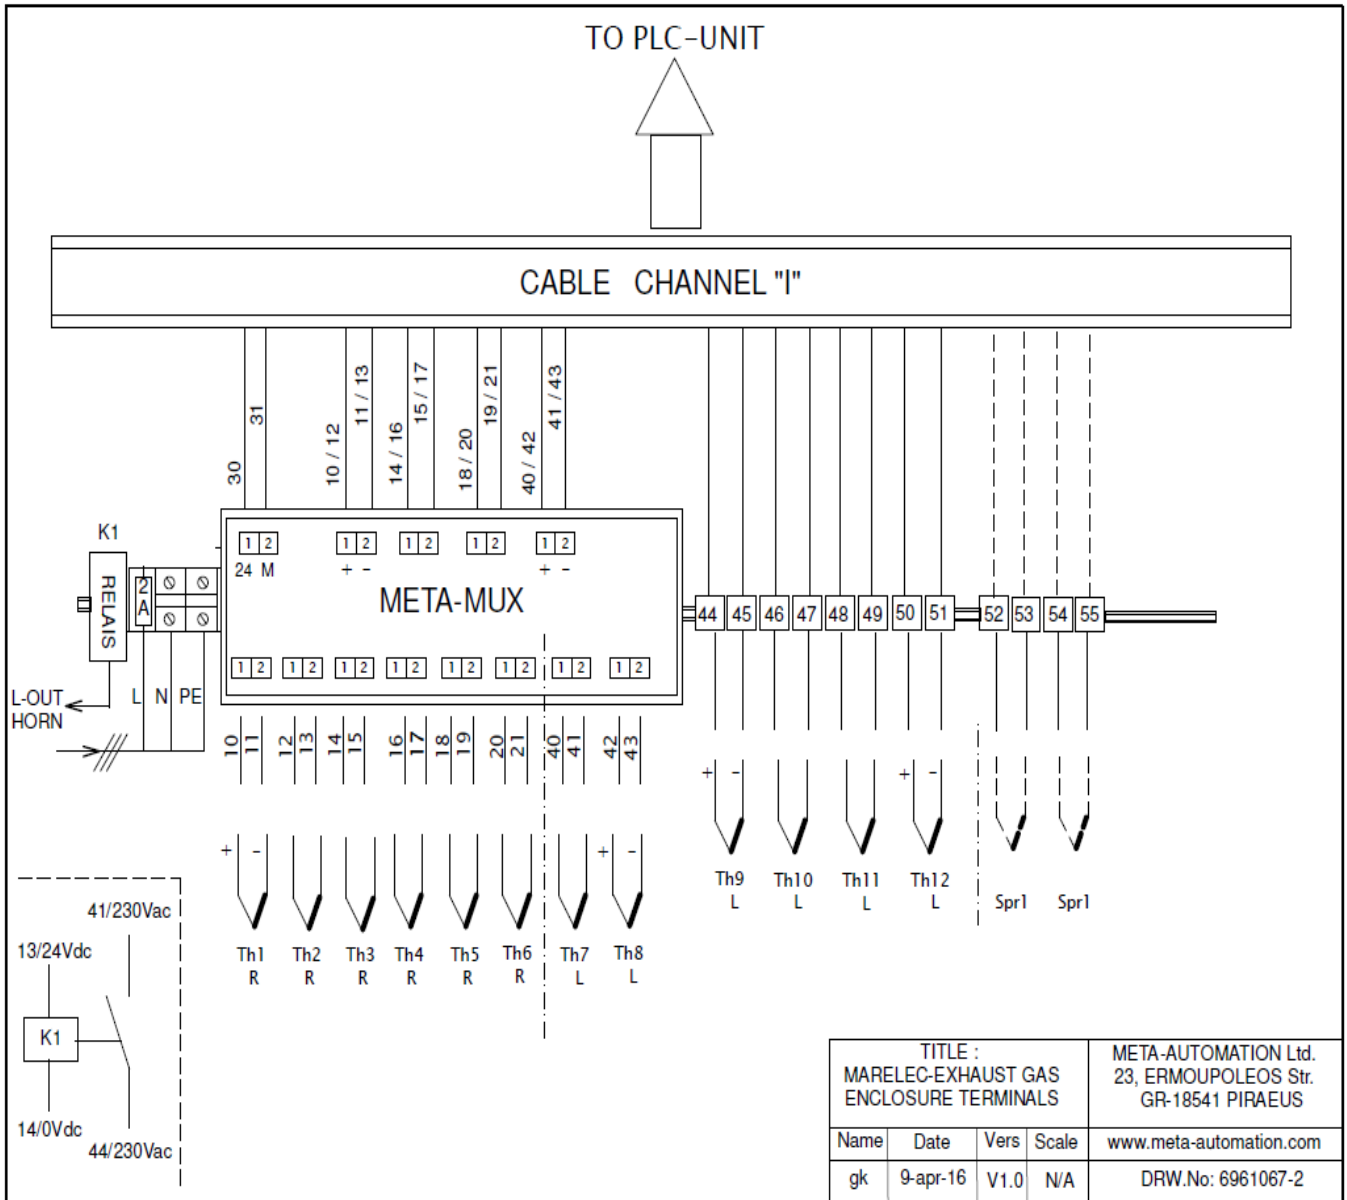 TO PLC-UNIT
CABLE CHANNEL "I"
30
31
10 / 12
11 / 13
14 / 16
15 / 17
18 / 20
19 / 21
40 / 42
41 / 43
K1
RELAIS
2
A
1 2
1 2
1 2
1 2
1 2
24 M
+ -
+ -
META-MUX
44 45 46 47 48 49 50 51 52 53 54 55
1 2
1 2
1 2
1 2
1 2
1 2
1 2
1 2
L-OUT
HORN
L N PE
10 11 12 13 14 15 16 17 18 19 20 21 40 41 42 43
+ -
+ -
Th9
L
Th10
L
Th11
L
Th12
L
Spr1
Spr1
+ -
+ -
Th1
R
Th2
R
Th3
R
Th4
R
Th5
R
Th6
R
Th7
L
Th8
L
41/230Vac
13/24Vdc
K1
14/0Vdc
44/230Vac
TITLE :
MARELEC-EXHAUST GAS
ENCLOSURE TERMINALS
META-AUTOMATION Ltd.
23, ERMOUPOLEOS Str.
GR-18541 PIRAEUS
Name Date Vers Scale
www.meta-automation.com
gk 9-apr-16 V1.0 N/A
DRW.No: 6961067-2